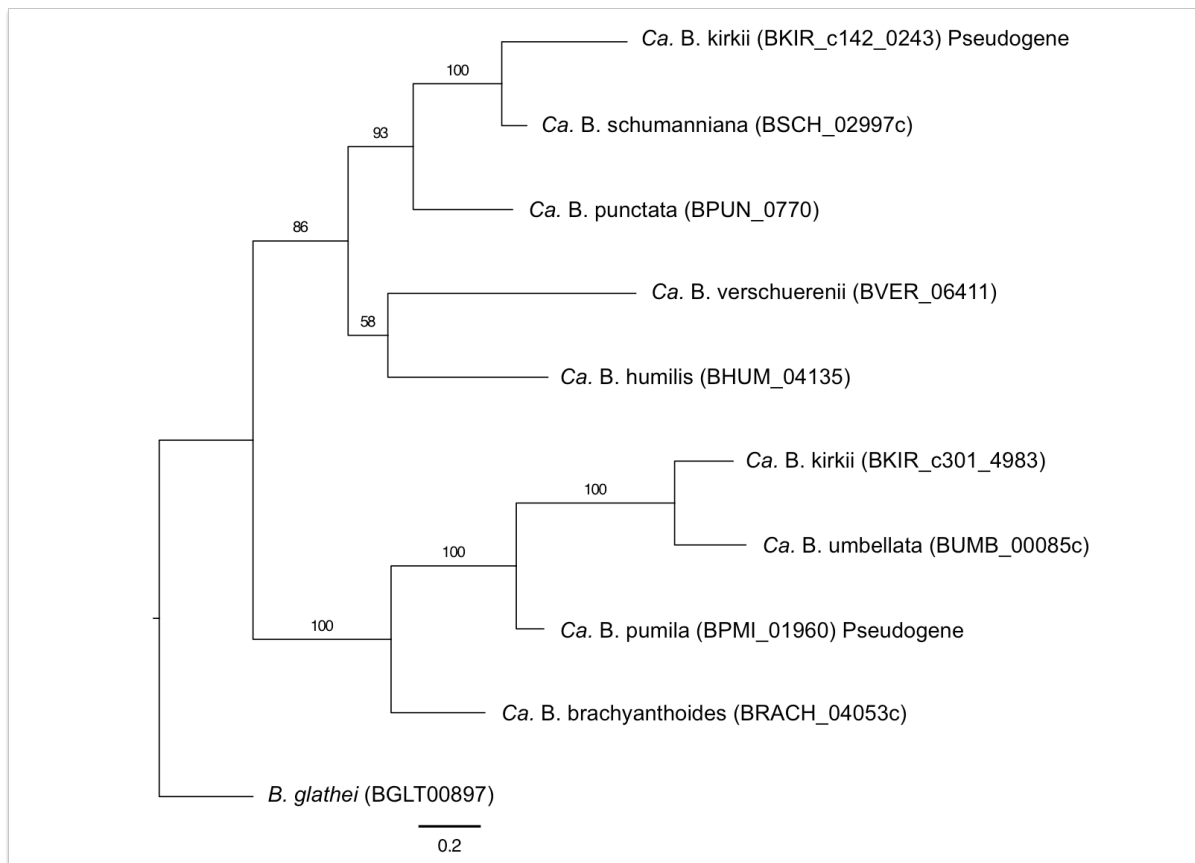 Ca. B. kirkii (BKIR_c142_0243) Pseudogene
100
Ca. B. schumanniana (BSCH_02997c)
93
Ca. B. punctata (BPUN_0770)
86
Ca. B. verschuerenii (BVER_06411)
58
Ca. B. humilis (BHUM_04135)
Ca. B. kirkii (BKIR_c301_4983)
100
Ca. B. umbellata (BUMB_00085c)
100
Ca. B. pumila (BPMI_01960) Pseudogene
100
Ca. B. brachyanthoides (BRACH_04053c)
B. glathei (BGLT00897)
0.2